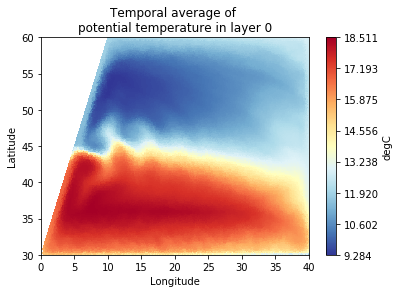 Temporal average of
potential temperature in layer 0
60
55
50
45
40
35
30
Latitude
0 5 10 15 20 25 30 35 40
Longitude
18.511
17.193
15.875
14.556
13.238
11.920
10.602
9.284
degC